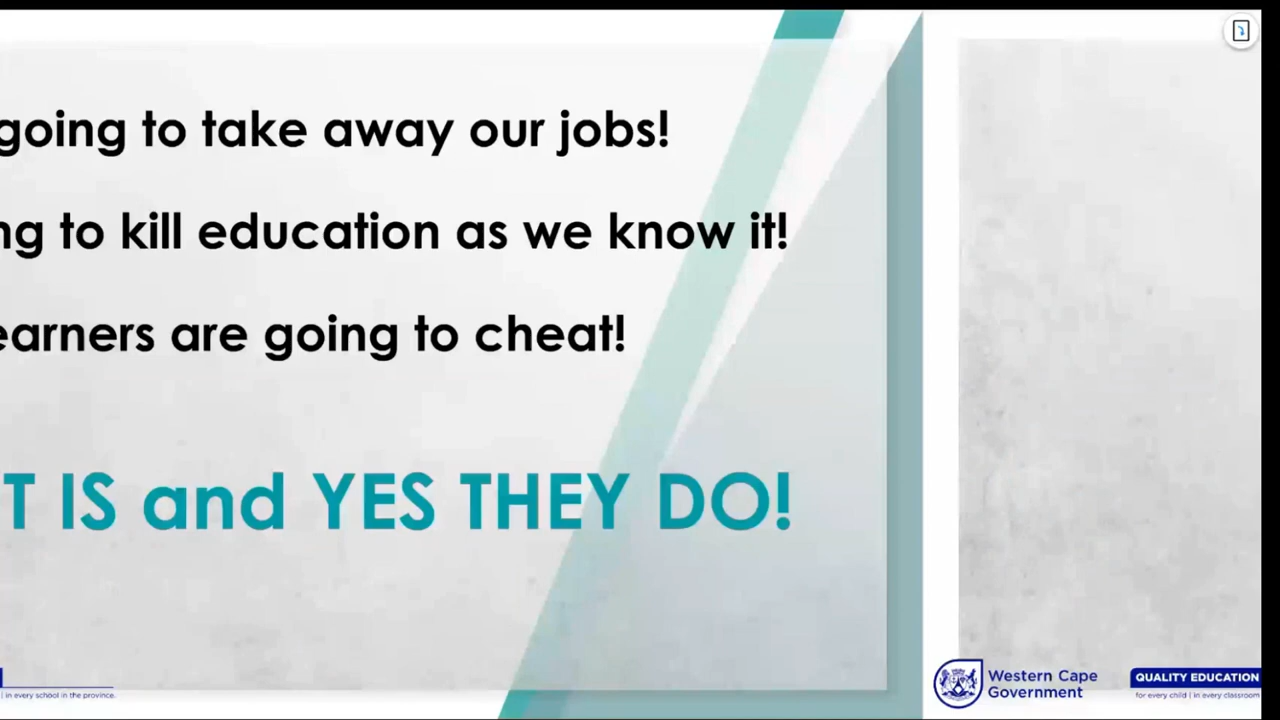 going to take away our jobs!
ng to kill education as we know it!
earners are going to cheat!
T IS and YES THEY DO!
| in every school in the province.
Western Cape
Government
QUALITY EDUCATION
for every child | in every classroom